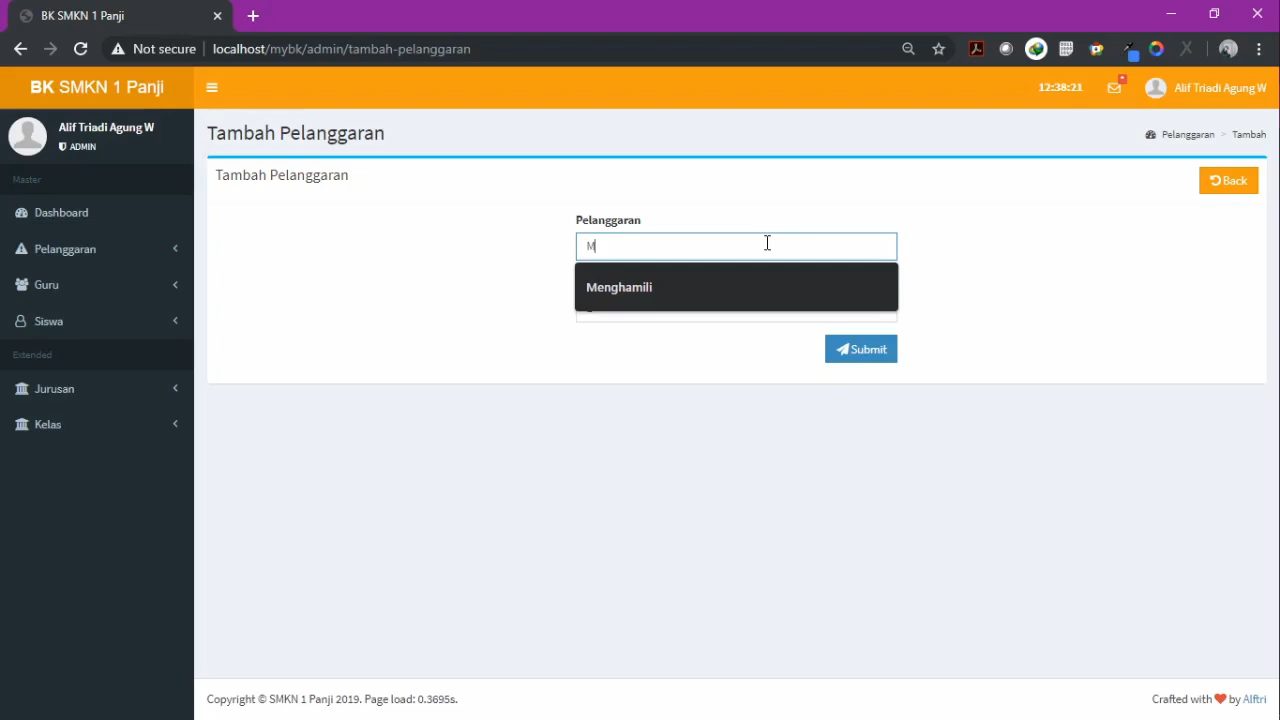 BK SMKN 1 Panji
Not secure
localhost/mybk/admin/tambah-pelanggaran
BK SMKN 1 Panji
12:38:21
Alif Triadi Agung W
Alif Triadi Agung W
ADMIN
Tambah Pelanggaran
Pelanggaran > Tambah
Master
Tambah Pelanggaran
Back
Dashboard
Pelanggaran
Guru
Siswa
Extended
Jurusan
Kelas
Pelanggaran
M
Menghamili
Submit
Copyright © SMKN 1 Panji 2019. Page load: 0.3695s.
Crafted with ❤ by Alftri